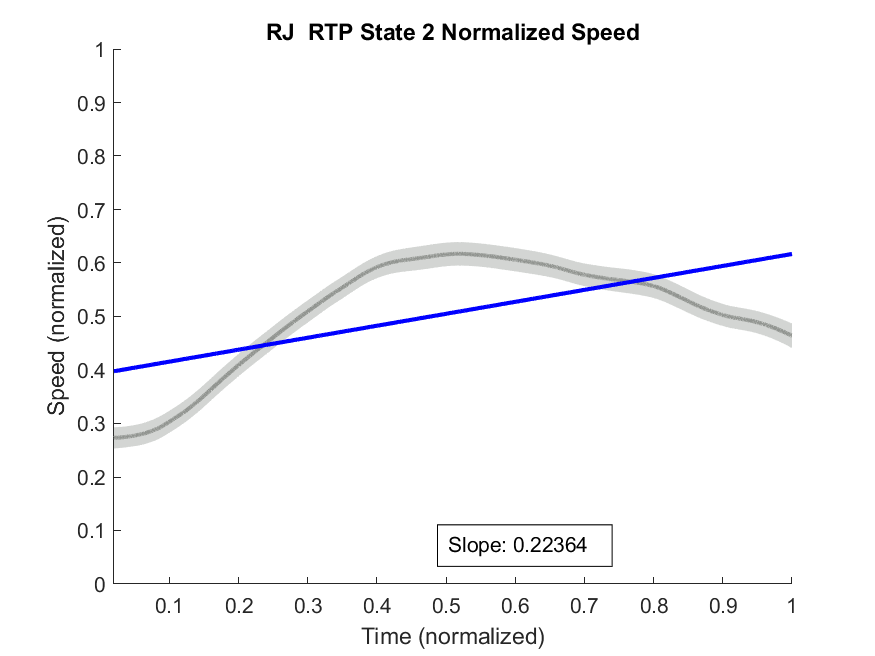 RJ  RTP State 2 Normalized Speed
1
0.9
0.8
0.7
0.6
0.5
0.4
0.3
0.2
0.1
0
Speed (normalized)
Slope: 0.22364
0.1 0.2 0.3 0.4 0.5 0.6 0.7 0.8 0.9 1
Time (normalized)